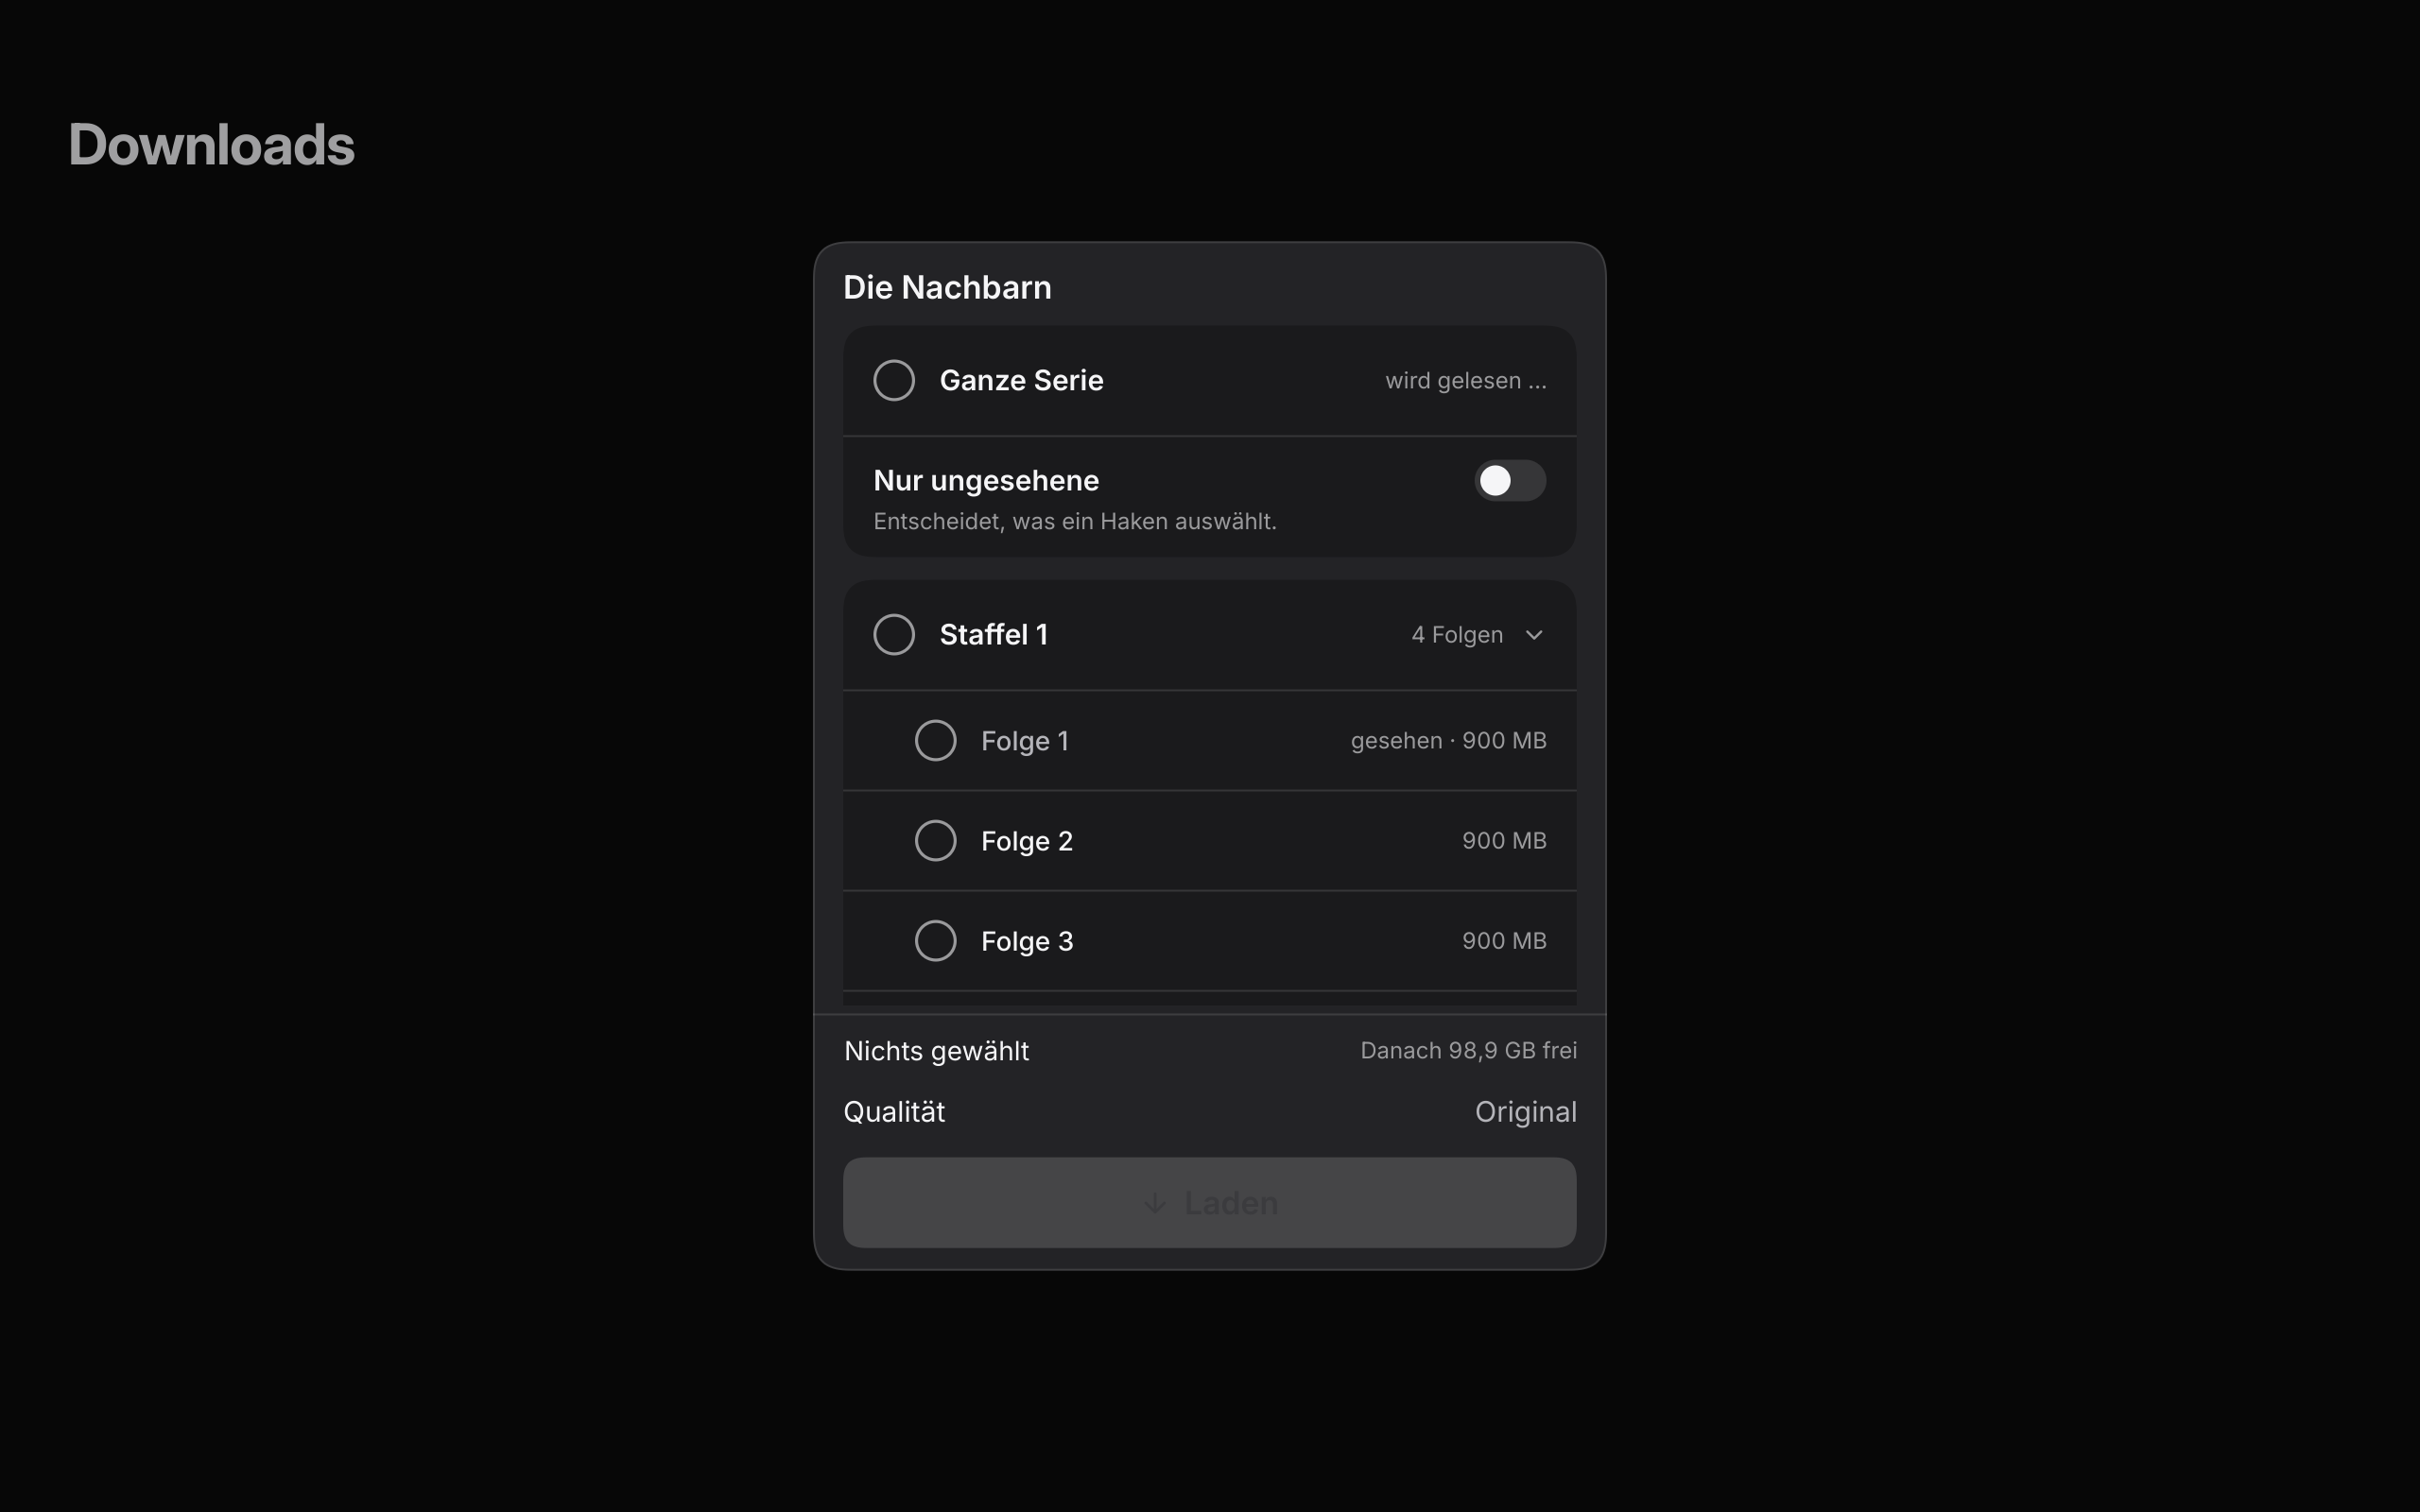 Downloads
Die Nachbarn
Ganze Serie wird gelesen ...
Nur ungesehene
Entscheidet, was ein Haken auswählt.
Staffel 1 4 Folgen
Folge 1 gesehen · 900 MB
Folge 2 900 MB
Folge 3 900 MB
Nichts gewählt Danach 98,9 GB frei
Qualität Original
Laden